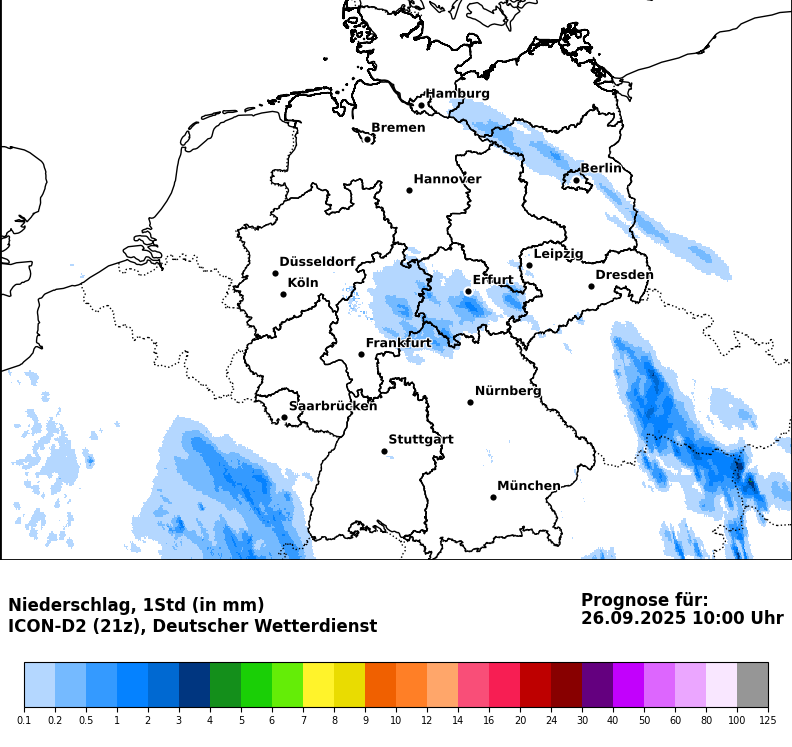 Hamburg
Bremen
Berlin
Hannover
Leipzig
Düsseldorf
Köln
Erfurt
Dresden
Frankfurt
Nürnberg
Saarbrücken
Stuttgart
München
Niederschlag, 1Std (in mm)
ICON-D2 (21z), Deutscher Wetterdienst
Prognose für:
26.09.2025 10:00 Uhr
0.1 0.2 0.5 1 2 3 4 5 6 7 8 9 10 12 14 16 20 24 30 40 50 60 80 100 125